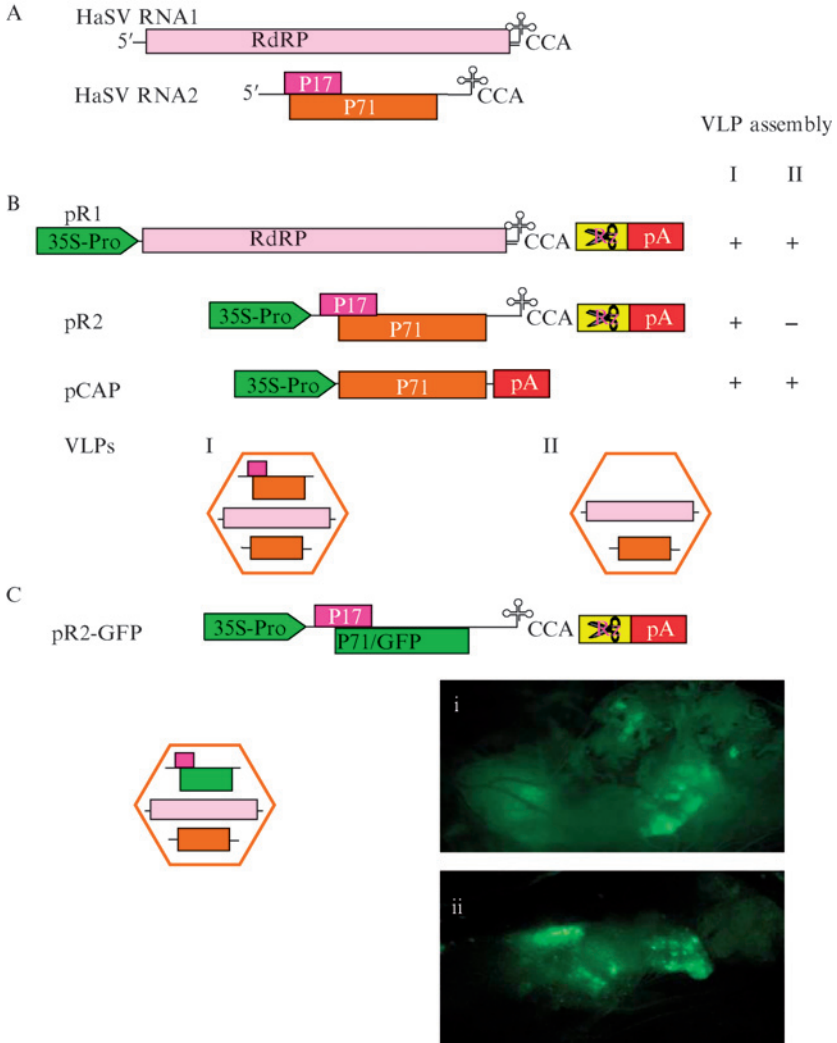 A
HaSV RNA1
5′
RdRP
CCA
HaSV RNA2
5′
P17
P71
CCA
VLP assembly
I II
B
pR1
35S-Pro
RdRP
CCA
pA
+ +
pR2
35S-Pro
P17
P71
CCA
pA
+ –
pCAP
35S-Pro
P71
pA
+ +
VLPs
I
II
C
pR2-GFP
35S-Pro
P17
P71/GFP
CCA
pA
i
ii